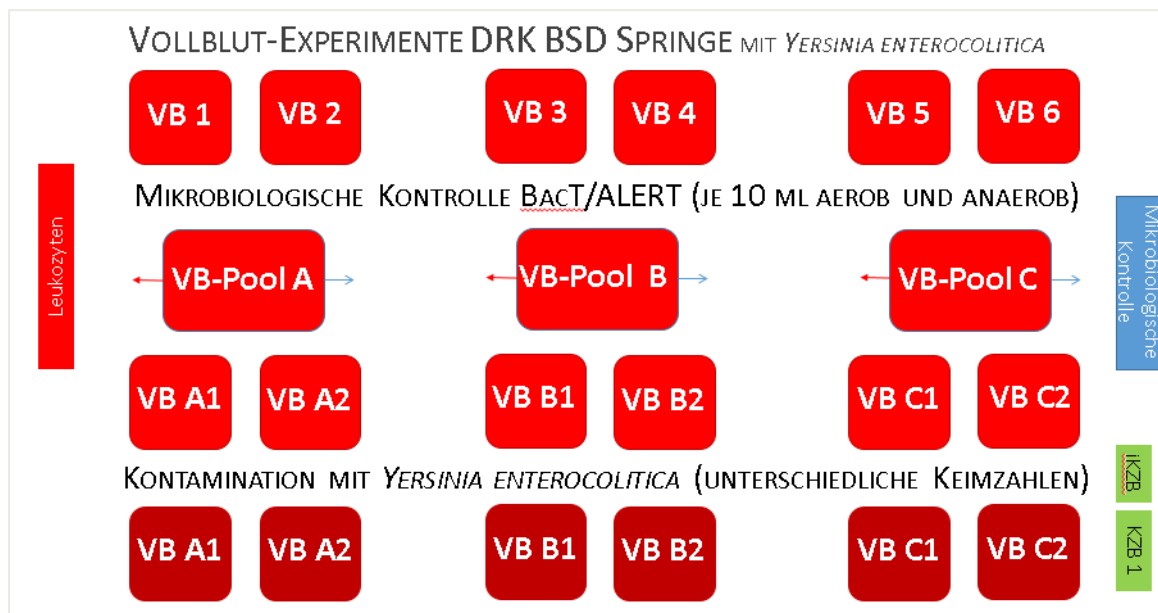 VOLLBLUT-EXPERIMENTE DRK BSD SPRINGE MIT YERSINIA ENTEROCOLITICA
VB 1 VB 2 VB 3 VB 4 VB 5 VB 6
MIKROBIOLOGISCHE KONTROLLE BACT/ALERT (JE 10 ML AEROB UND ANAEROB)
Leukozyten
VB-Pool A VB-Pool B VB-Pool C
Mikrobiologische
Kontrolle
VB A1 VB A2 VB B1 VB B2 VB C1 VB C2
KONTAMINATION MIT YERSINIA ENTEROCOLITICA (UNTERSCHIEDLICHE KEIMZAHLEN)
iKZB
VB A1 VB A2 VB B1 VB B2 VB C1 VB C2
KZB 1